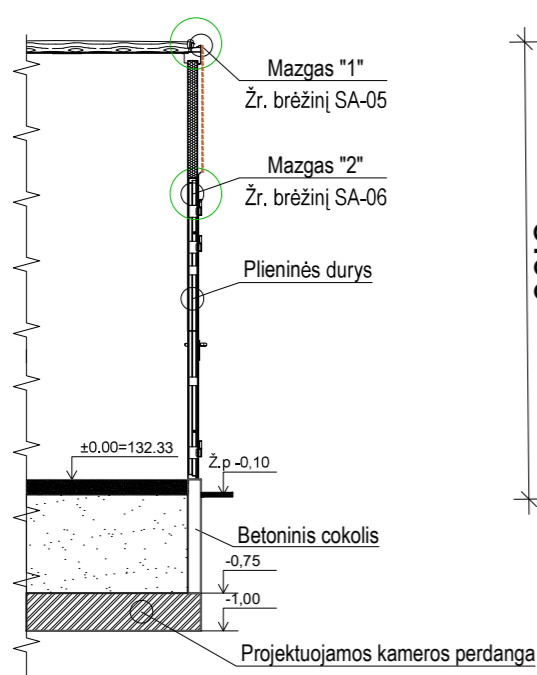 Mazgas "1"
Žr. brėžinį SA-05
Mazgas "2"
Žr. brėžinį SA-06
Plieninės durys
±0.00=132.33
Ž.p -0,10
Betoninis cokolis
-0,75
-1,00
Projektuojamos kameros perdanga